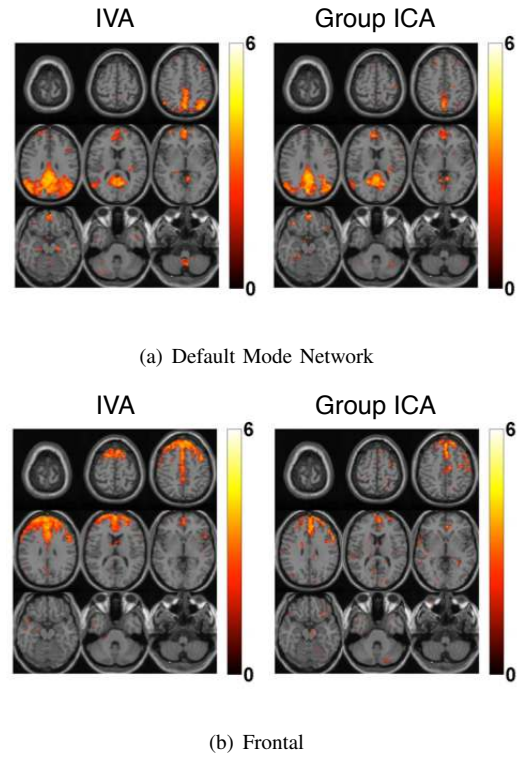 IVA Group ICA
6 6
0 0
(a) Default Mode Network
IVA Group ICA
6 6
0 0
(b) Frontal